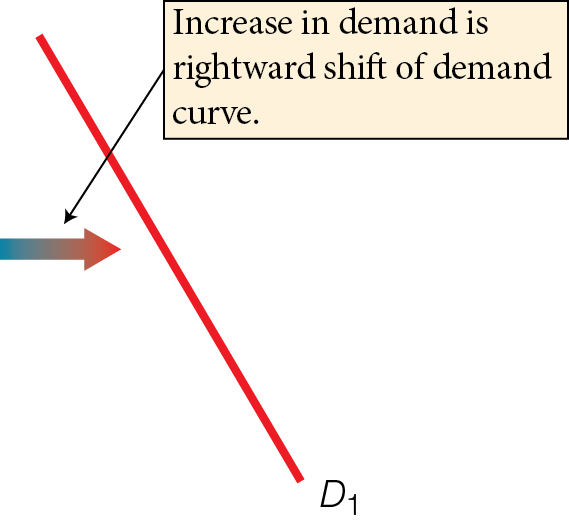 Increase in demand is
rightward shift of demand
curve.
D₁